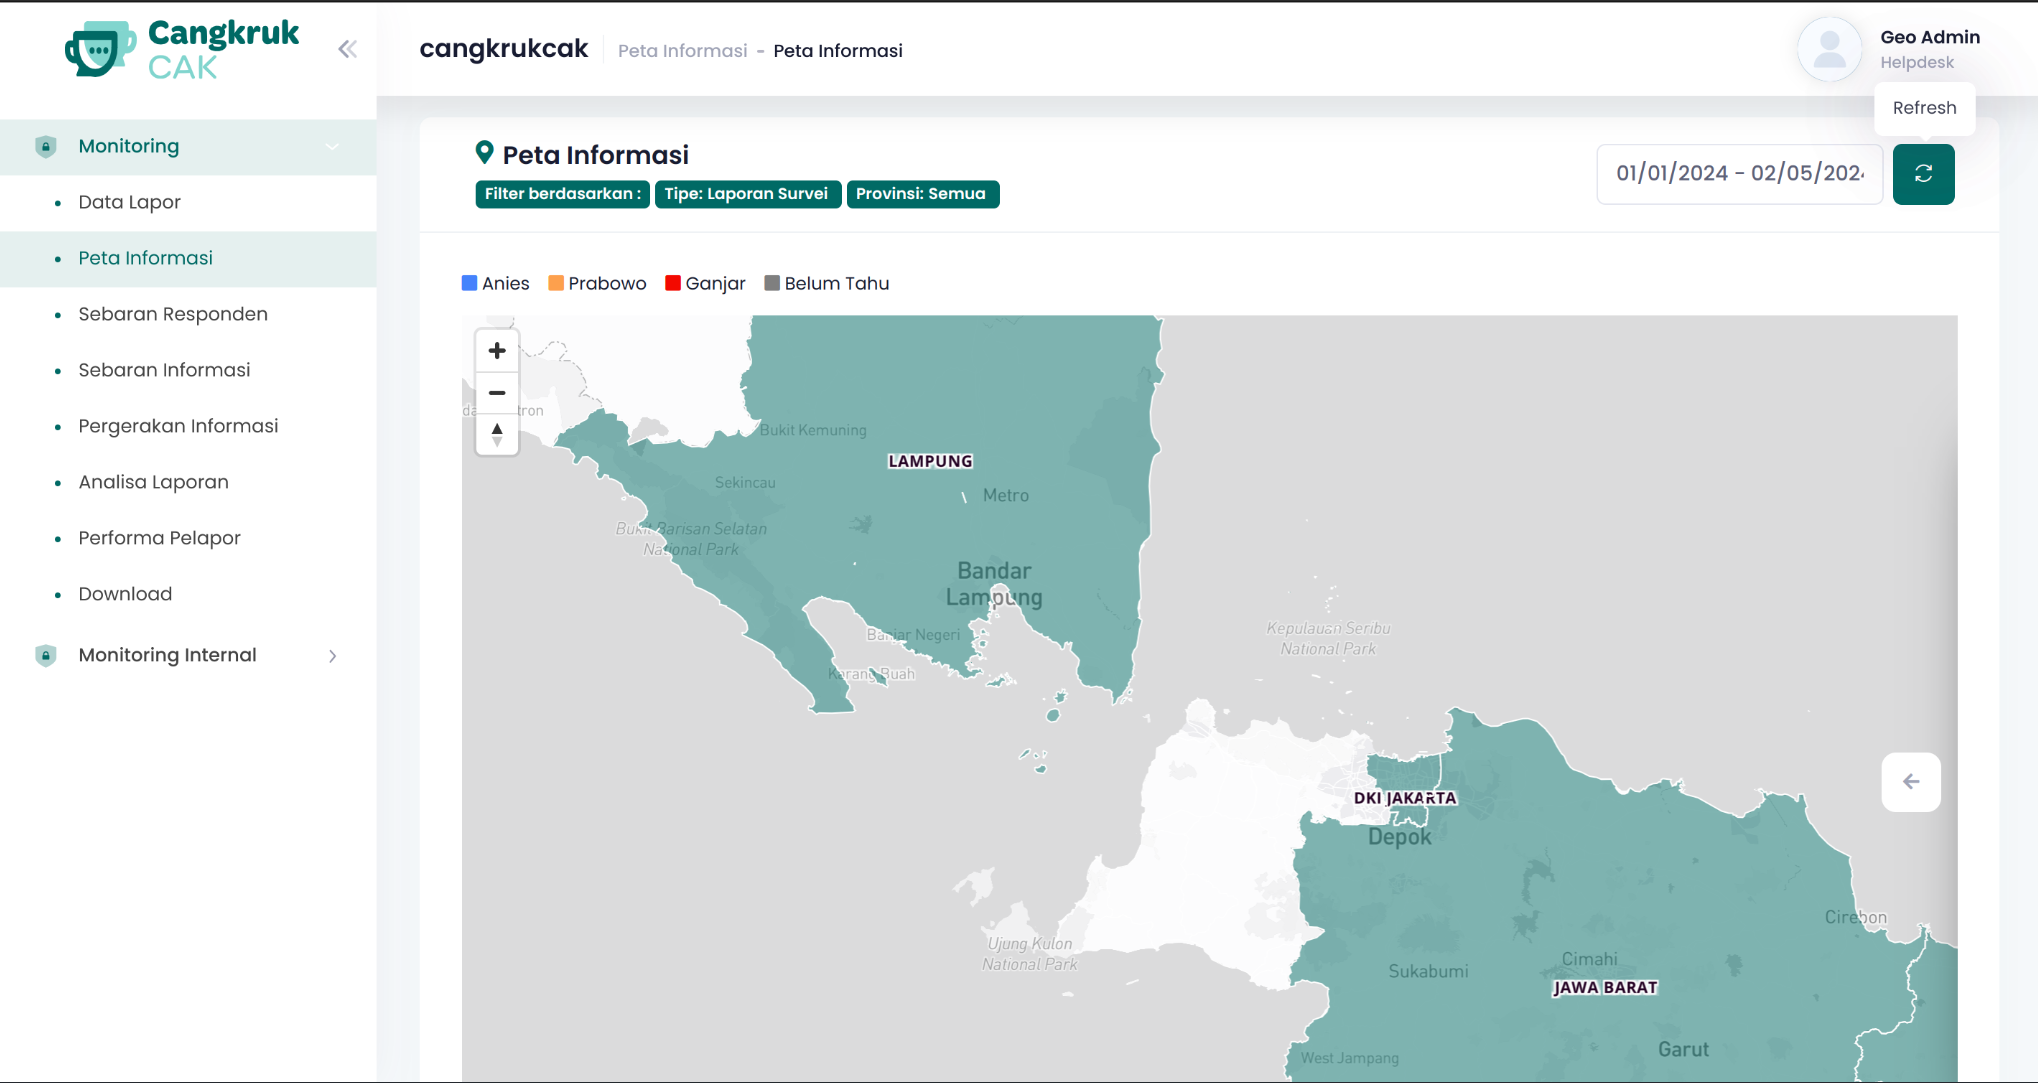 Cangkruk
CAK
cangkrukcak
Peta Informasi - Peta Informasi
Geo Admin
Helpdesk
Refresh
Monitoring
Data Lapor
Peta Informasi
Sebaran Responden
Sebaran Informasi
Pergerakan Informasi
Analisa Laporan
Performa Pelapor
Download
Monitoring Internal
Peta Informasi
Filter berdasarkan : Tipe: Laporan Survei Provinsi: Semua
01/01/2024 - 02/05/202
Anies Prabowo Ganjar Belum Tahu
Bukit Kemuning
LAMPUNG
Sekincau
Metro
Bukit Barisan Selatan
National Park
Bandar
Lampung
Banjar Negeri
Karang Buah
Kepulauan Seribu
National Park
DKI JAKARTA
Depok
Cirebon
Ujung Kulon
National Park
Sukabumi
Cimahi
JAWA BARAT
Garut
West Jampang